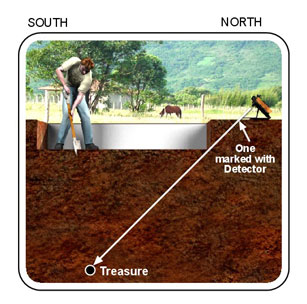 SOUTH
NORTH
One
marked with
Detector
Treasure